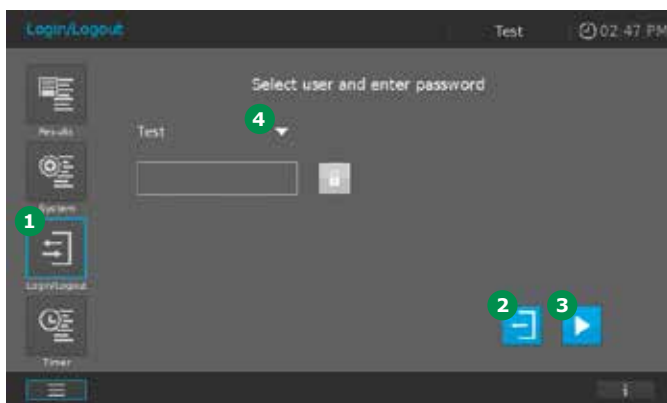 Login/Logout
Test
02 47 PM
Select user and enter password
4
Test
Results
System
1
Login/Logout
2
3
Timer
i